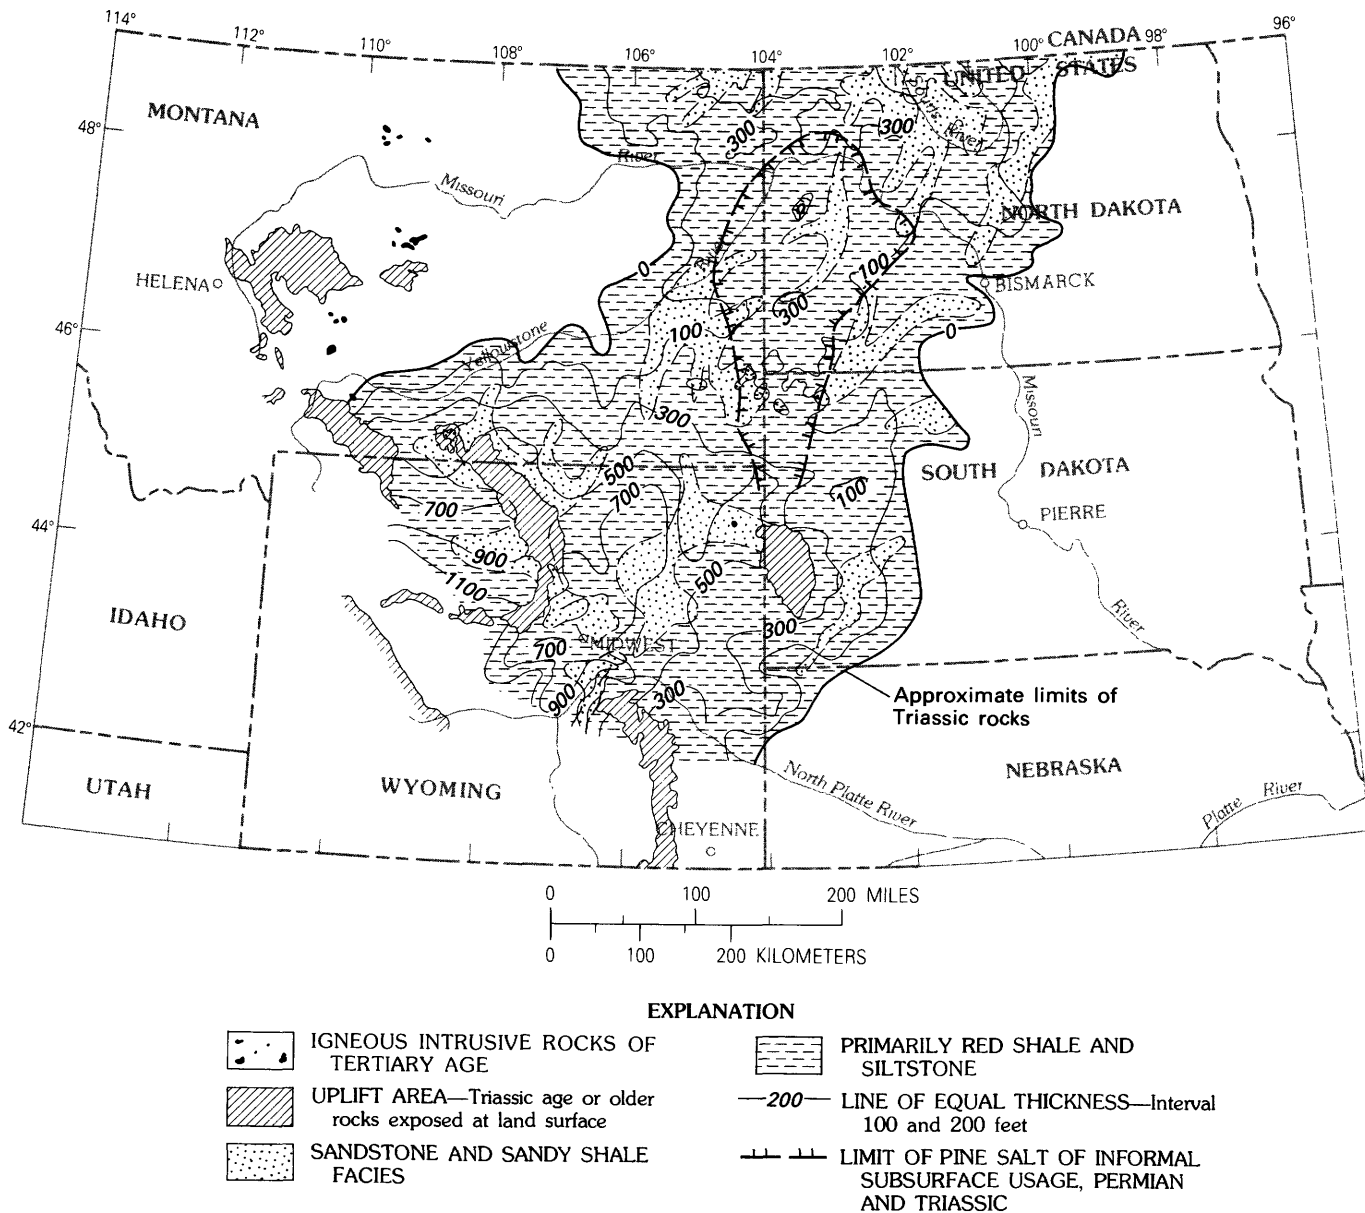 114°
112°
110°
108°
106°
104°
102°
100°
98°
96°
CANADA
UNITED STATES
MONTANA
48°
300
300
Souris River
River
Missouri
NORTH DAKOTA
HELENA
0
River
100
300
BISMARCK
46°
Yellowstone
100
0
300
Missouri
500
700
100
SOUTH DAKOTA
PIERRE
700
44°
900
1100
500
River
IDAHO
300
MIDWEST
700
900
300
Approximate limits of
Triassic rocks
42°
UTAH
WYOMING
North Platte River
NEBRASKA
Platte River
CHEYENNE
0 100 200 MILES
0 100 200 KILOMETERS
EXPLANATION
IGNEOUS INTRUSIVE ROCKS OF
TERTIARY AGE
UPLIFT AREA—Triassic age or older
rocks exposed at land surface
SANDSTONE AND SANDY SHALE
FACIES
PRIMARILY RED SHALE AND
SILTSTONE
—200— LINE OF EQUAL THICKNESS—Interval
100 and 200 feet
LIMIT OF PINE SALT OF INFORMAL
SUBSURFACE USAGE, PERMIAN
AND TRIASSIC